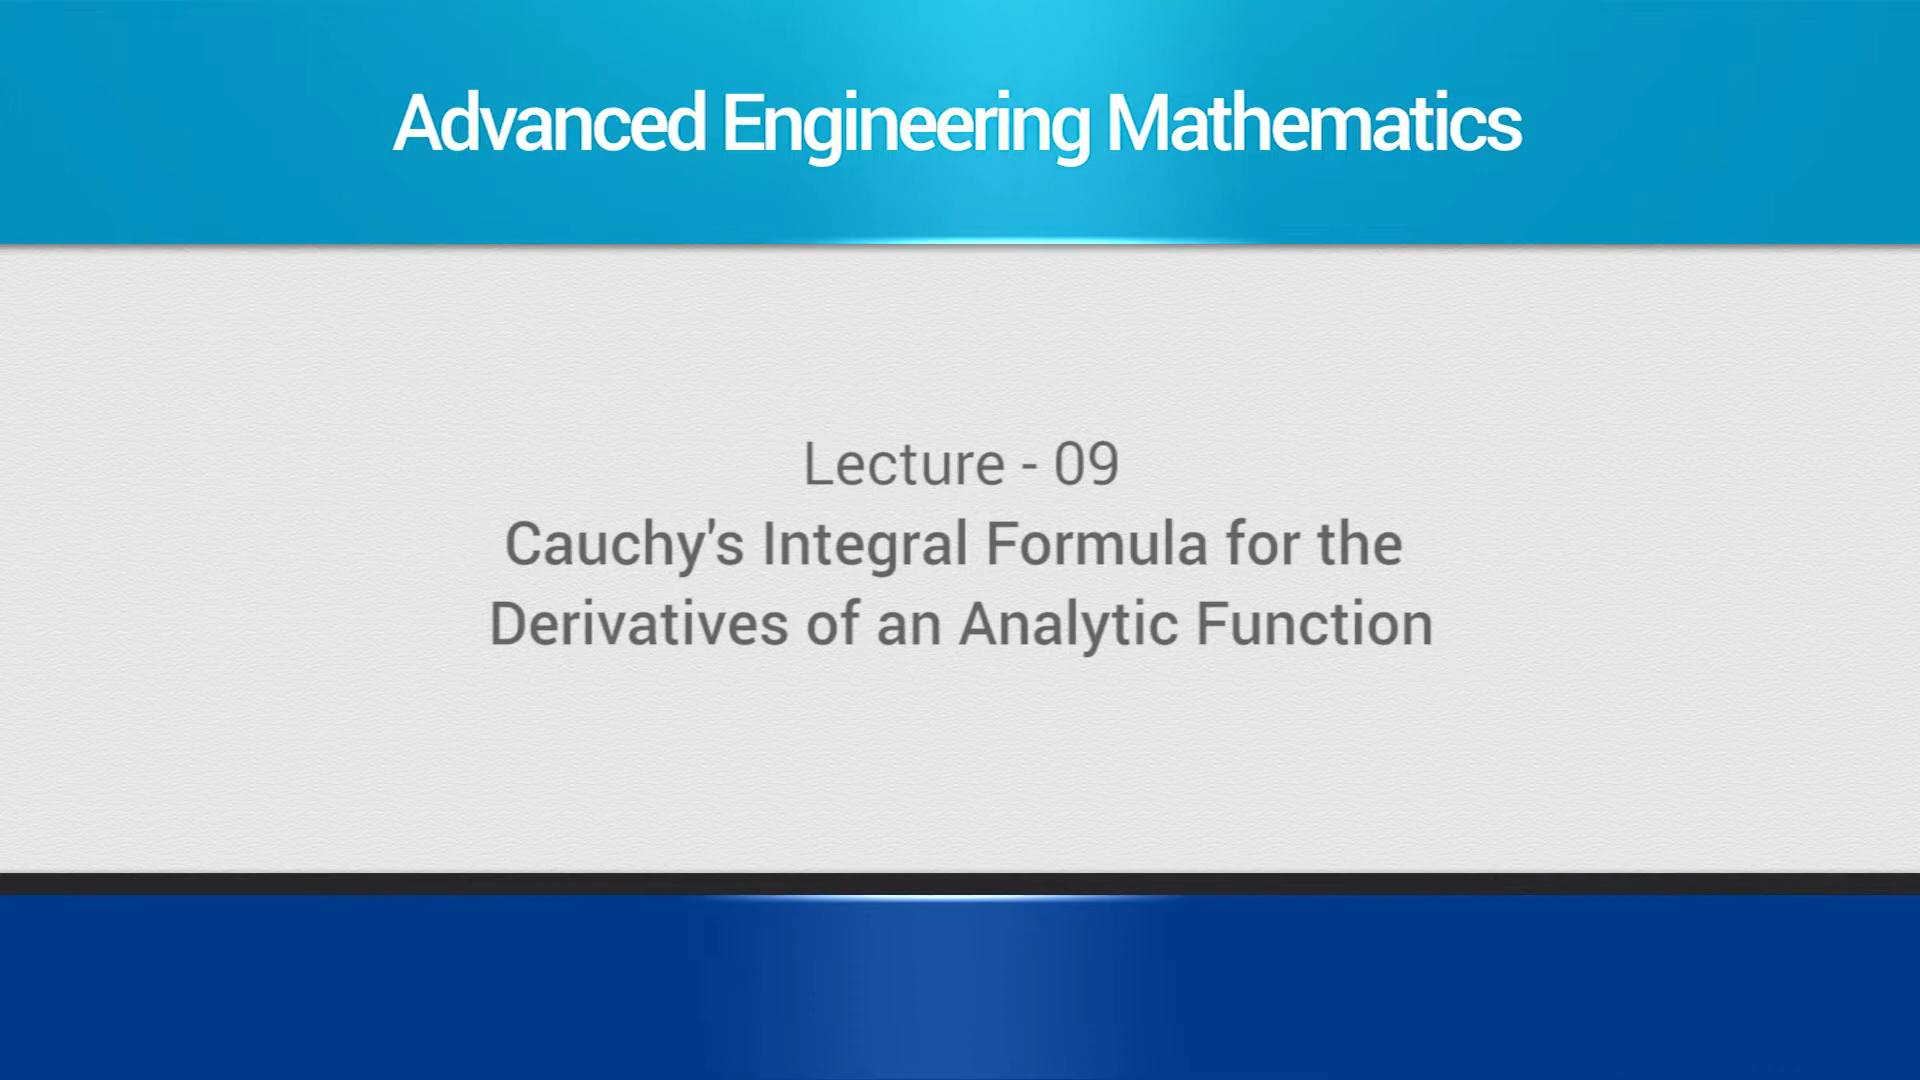 Advanced Engineering Mathematics
Lecture - 09
Cauchy's Integral Formula for the
Derivatives of an Analytic Function